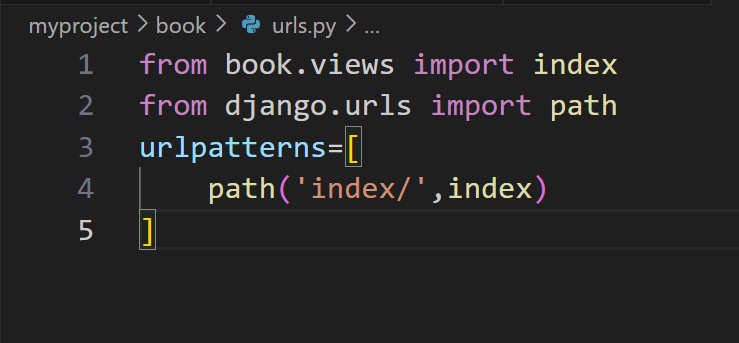 myproject > book > urls.py > ...
1 from book.views import index
2 from django.urls import path
3 urlpatterns=[
4     path('index/',index)
5 ]